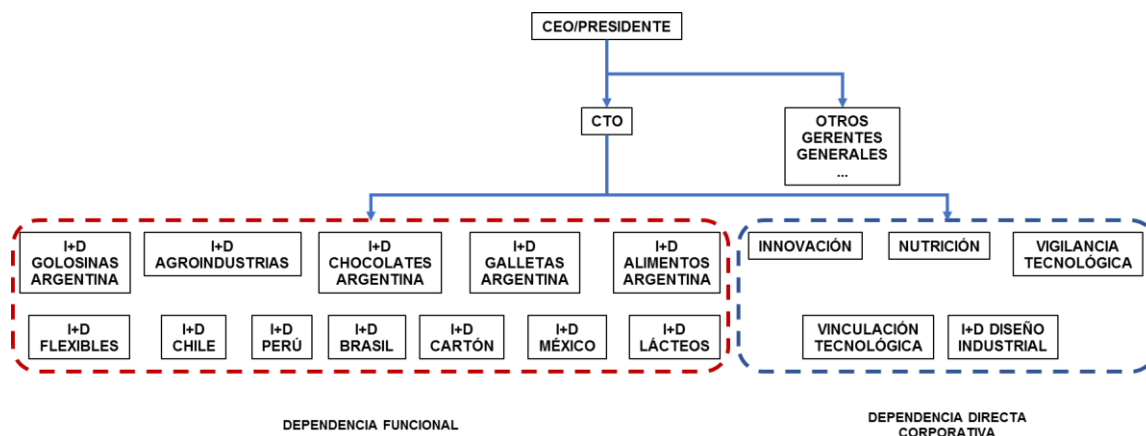 CEO/PRESIDENTE
CTO
OTROS
GERENTES
GENERALES
...
I+D
GOLOSINAS
ARGENTINA
I+D
AGROINDUSTRIAS
I+D
CHOCOLATES
ARGENTINA
I+D
GALLETAS
ARGENTINA
I+D
ALIMENTOS
ARGENTINA
I+D
FLEXIBLES
I+D
CHILE
I+D
PERÚ
I+D
BRASIL
I+D
CARTÓN
I+D
MÉXICO
I+D
LÁCTEOS
INNOVACIÓN
NUTRICIÓN
VIGILANCIA
TECNOLÓGICA
VINCULACIÓN
TECNOLÓGICA
I+D DISEÑO
INDUSTRIAL
DEPENDENCIA FUNCIONAL
DEPENDENCIA DIRECTA
CORPORATIVA